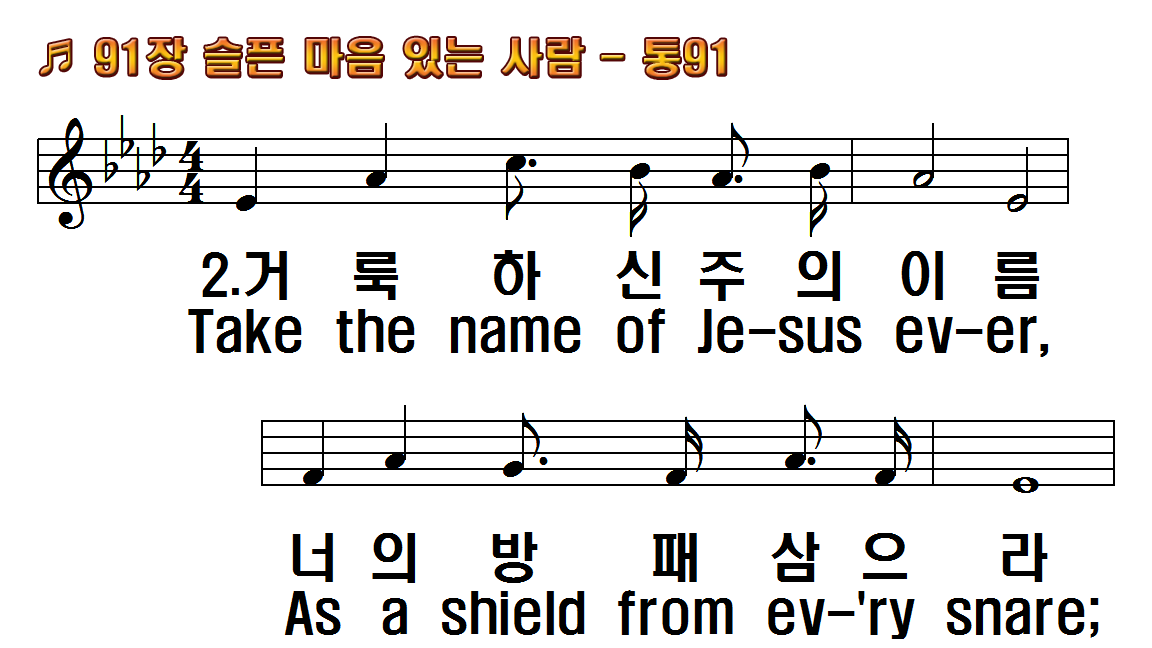 ♬ 91장 슬픈 마음 있는 사람 - 통91
2.거 룩 하 신 주 의 이 름
Take the name of Je-sus ev-er,
너 의 방 패 삼 으 라
As a shield from ev-'ry snare;